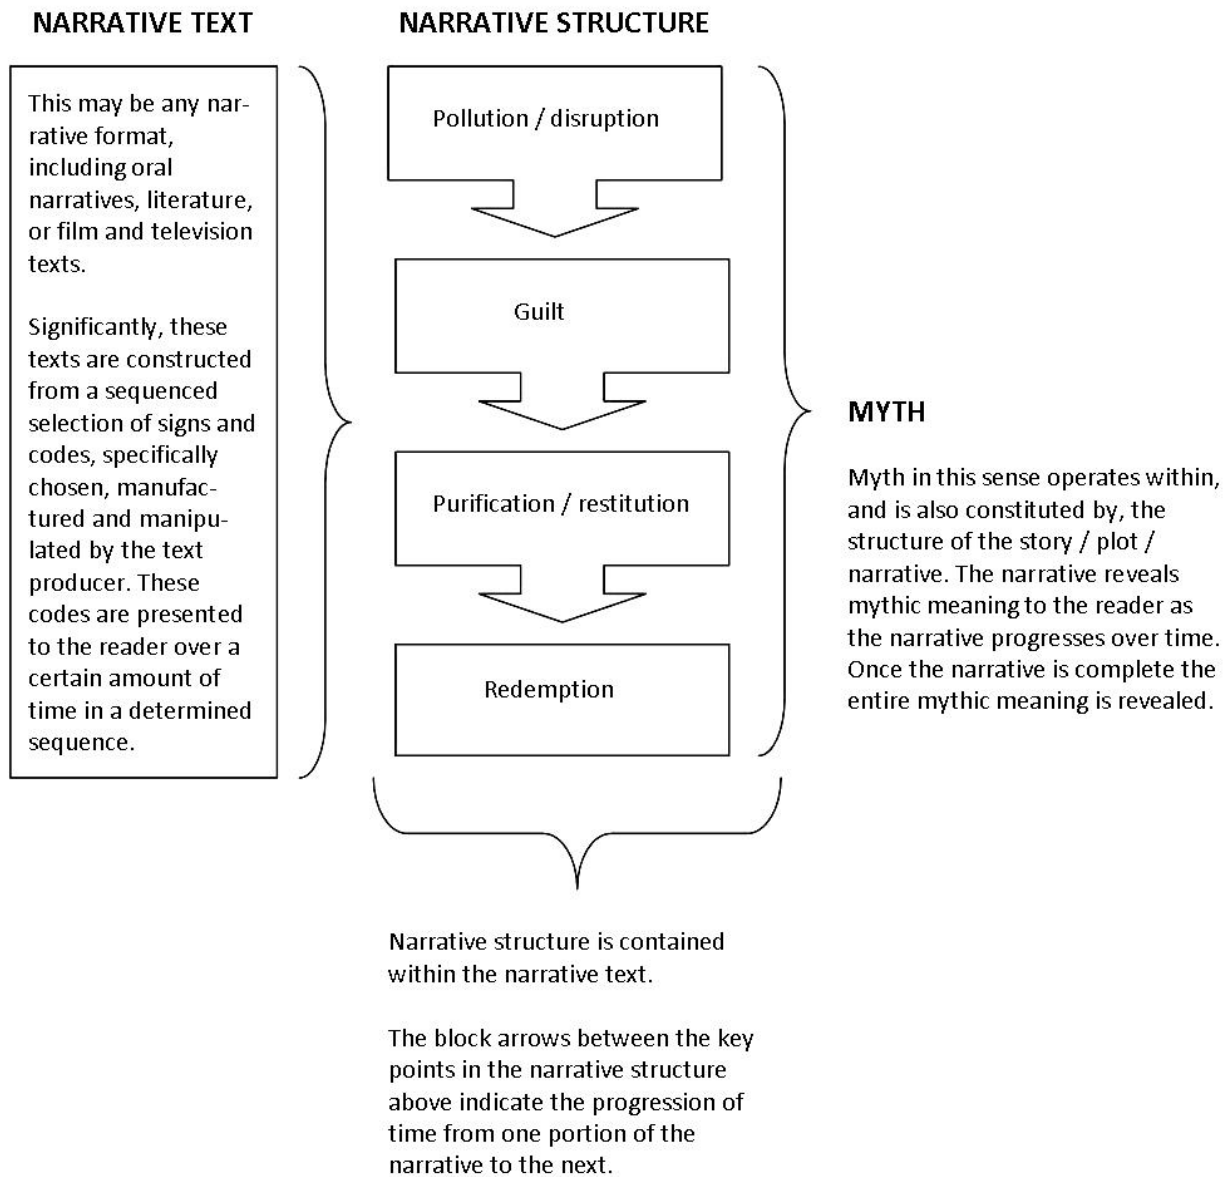 NARRATIVE TEXT
This may be any nar-
rative format,
including oral
narratives, literature,
or film and television
texts.
Significantly, these
texts are constructed
from a sequenced
selection of signs and
codes, specifically
chosen, manufac-
tured and manipu-
lated by the text
producer. These
codes are presented
to the reader over a
certain amount of
time in a determined
sequence.
NARRATIVE STRUCTURE
Pollution / disruption
Guilt
Purification / restitution
Redemption
Narrative structure is contained
within the narrative text.
The block arrows between the key
points in the narrative structure
above indicate the progression of
time from one portion of the
narrative to the next.
MYTH
Myth in this sense operates within,
and is also constituted by, the
structure of the story / plot /
narrative. The narrative reveals
mythic meaning to the reader as
the narrative progresses over time.
Once the narrative is complete the
entire mythic meaning is revealed.